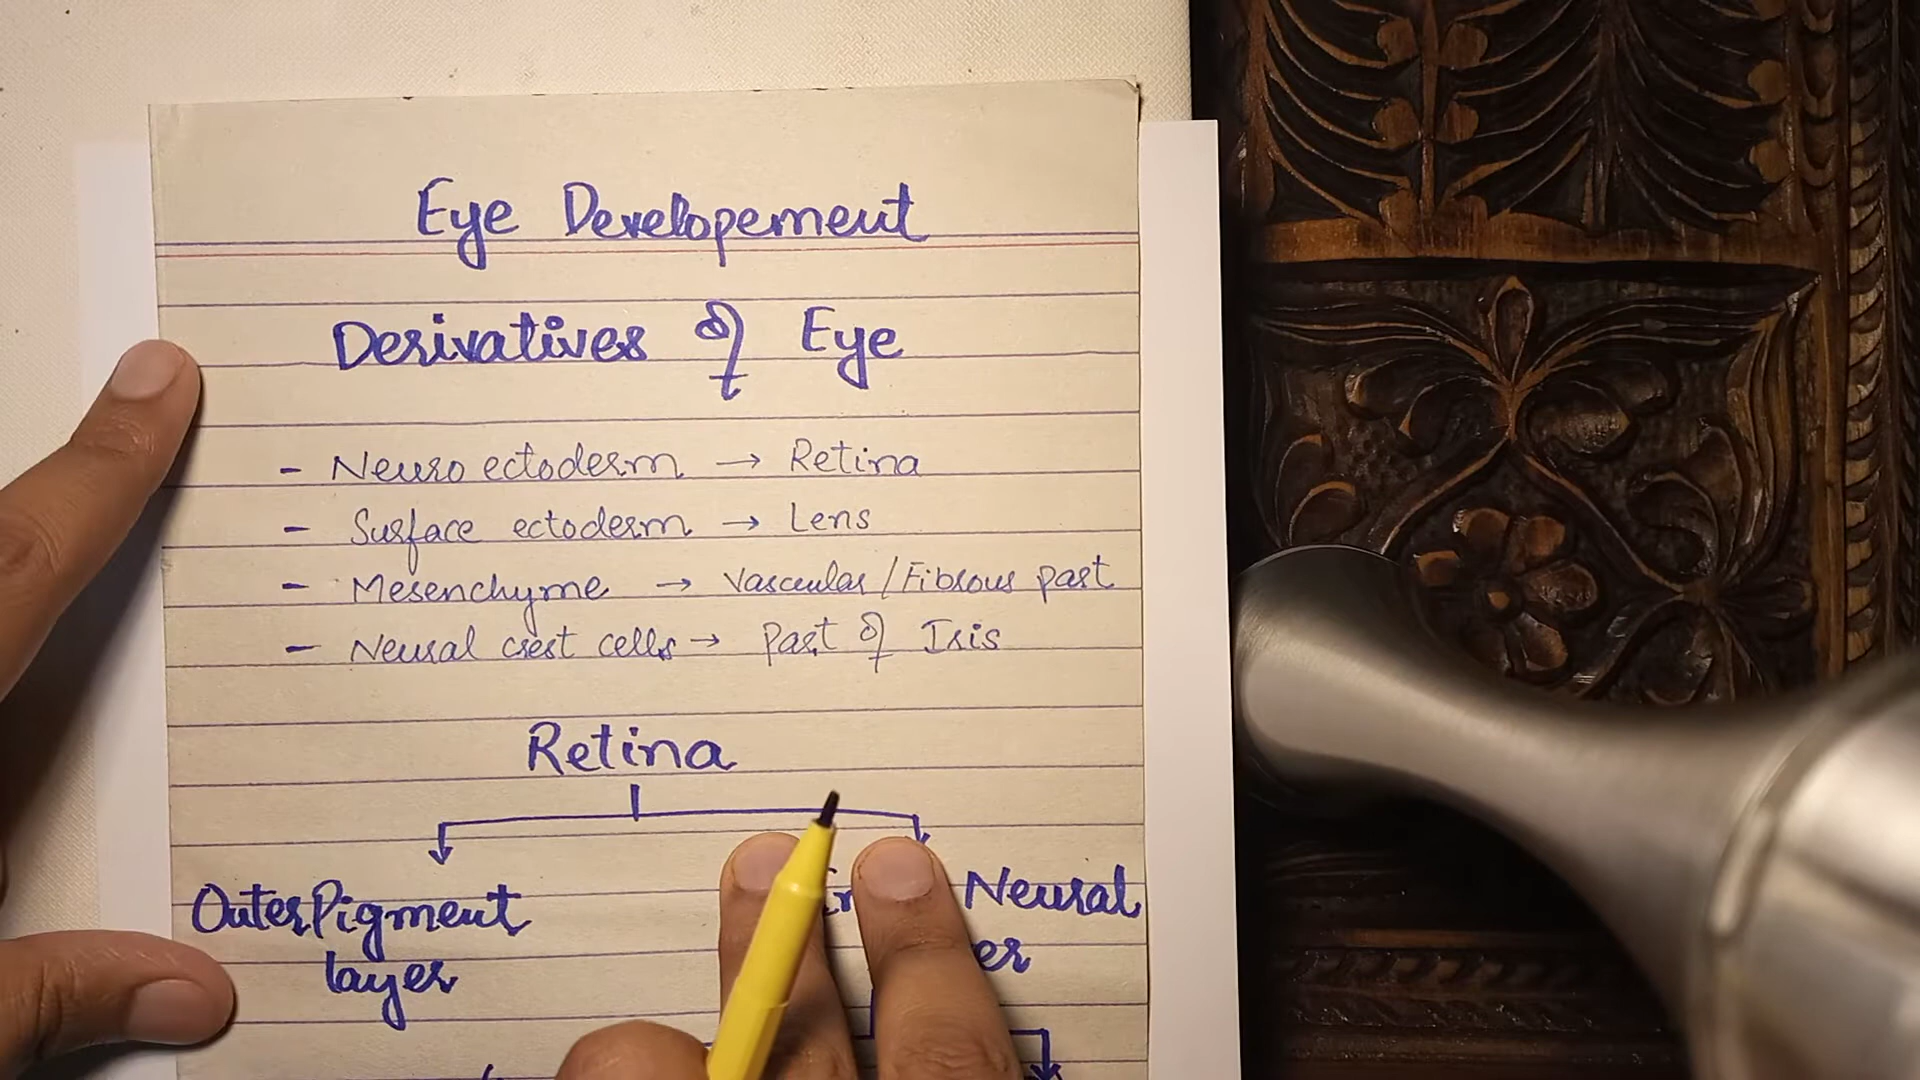 Eye Developement
Derivatives of Eye
- Neuro ectoderm → Retina
- Surface ectoderm → Lens
- Mesenchyme → Vascular / Fibrous part
- Neural crest cells → Part of Iris
Retina
Outer Pigment Neural
layer